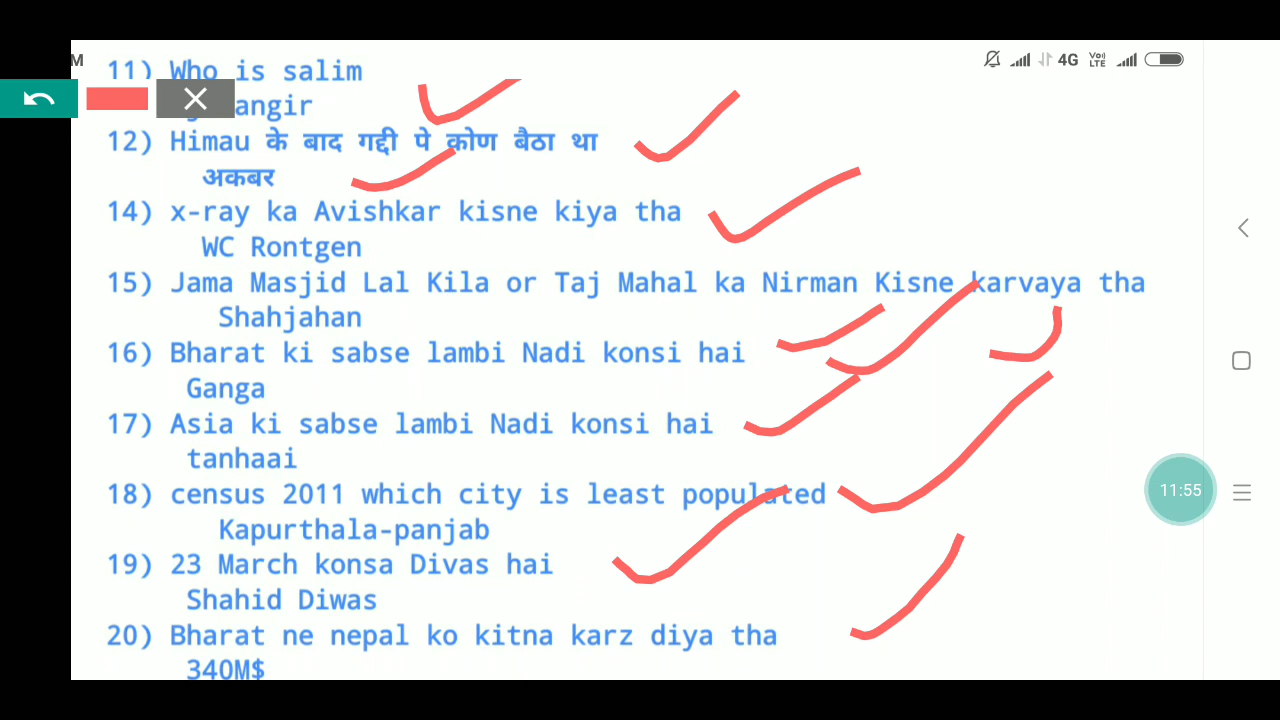 M
4G
VoLTE
11) Who is salim
angir
12) Himau के बाद गद्दी पे कोण बैठा था
अकबर
14) x-ray ka Avishkar kisne kiya tha
WC Rontgen
15) Jama Masjid Lal Kila or Taj Mahal ka Nirman Kisne karvaya tha
Shahjahan
16) Bharat ki sabse lambi Nadi konsi hai
Ganga
17) Asia ki sabse lambi Nadi konsi hai
tanhaai
18) census 2011 which city is least populated
Kapurthala-panjab
11:55
19) 23 March konsa Divas hai
Shahid Diwas
20) Bharat ne nepal ko kitna karz diya tha
340M$